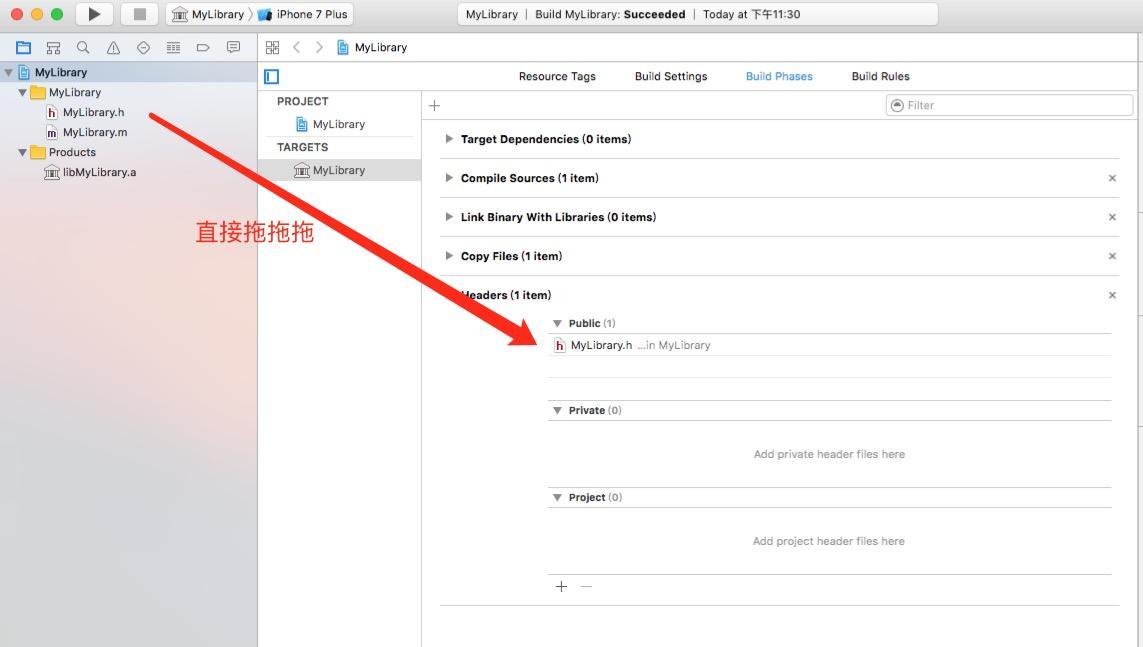 MyLibrary
iPhone 7 Plus
MyLibrary | Build MyLibrary: Succeeded | Today at 下午11:30
MyLibrary
MyLibrary
Resource Tags
Build Settings
Build Phases
Build Rules
MyLibrary
MyLibrary.h
MyLibrary.m
Products
libMyLibrary.a
PROJECT
MyLibrary
TARGETS
MyLibrary
Filter
Target Dependencies (0 items)
Compile Sources (1 item)
Link Binary With Libraries (0 items)
直接拖拖拖
Copy Files (1 item)
Headers (1 item)
Public (1)
MyLibrary.h ...in MyLibrary
Private (0)
Add private header files here
Project (0)
Add project header files here